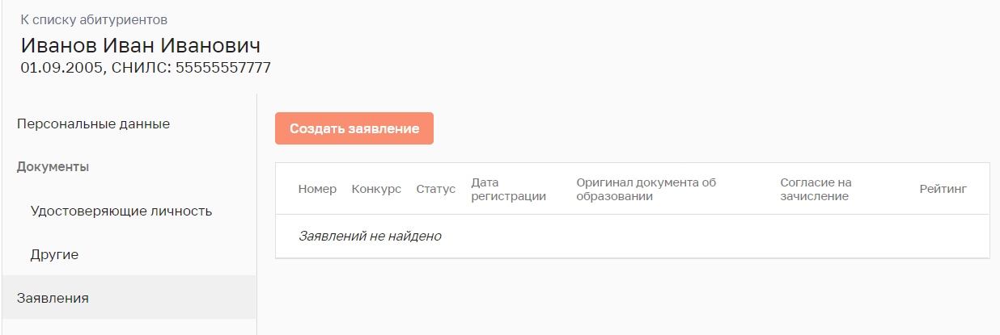 К списку абитуриентов
Иванов Иван Иванович
01.09.2005, СНИЛС: 55555557777
Персональные данные
Документы
Удостоверяющие личность
Другие
Заявления
Создать заявление
Номер Конкурс Статус Дата регистрации Оригинал документа об образовании Согласие на зачисление Рейтинг
Заявлений не найдено